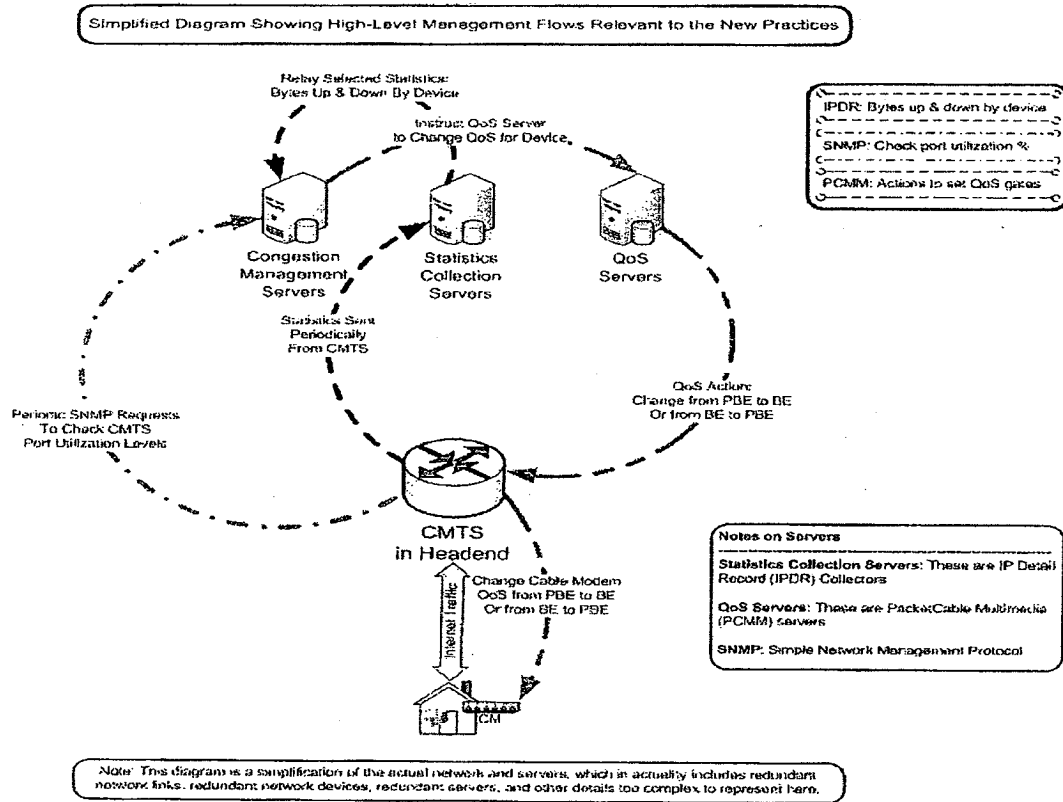 Simplified Diagram Showing High-Level Management Flows Relevant to the New Practices
Relay Selected Statistics:
Bytes Up & Down By Device
Instruct QoS Server
to Change QoS for Device
IPDR: Bytes up & down by device
SNMP: Check port utilization %
PCMM: Actions to set QoS gates
Congestion
Management
Servers
Statistics
Collection
Servers
QoS
Servers
Statistics Sent
Periodically
From CMTS
QoS Action:
Change from PBE to BE
Or from BE to PBE
Periodic SNMP Requests
To Check CMTS
Port Utilization Levels
CMTS
in Headend
Change Cable Modem
QoS from PBE to BE
Or from BE to PBE
Internet Traffic
CM
Notes on Servers
Statistics Collection Servers: These are IP Detail
Record (IPDR) Collectors
QoS Servers: These are PacketCable Multimedia
(PCMM) servers
SNMP: Simple Network Management Protocol
Note: This diagram is a simplification of the actual network and servers, which in actuality includes redundant
network links, redundant network devices, redundant servers, and other details too complex to represent here.